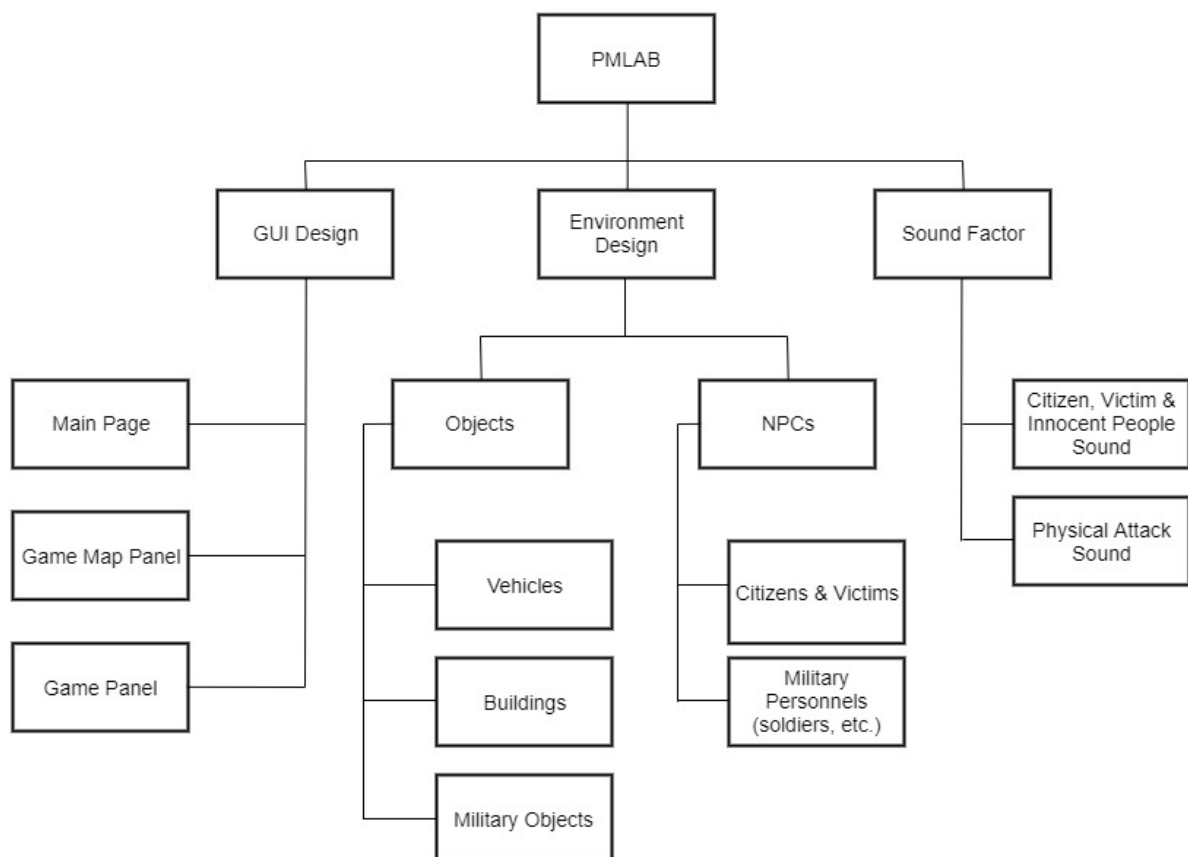 PMLAB
GUI Design
Environment
Design
Sound Factor
Main Page
Objects
NPCs
Citizen, Victim &
Innocent People
Sound
Game Map Panel
Physical Attack
Sound
Vehicles
Citizens & Victims
Game Panel
Buildings
Military
Personnels
(soldiers, etc.)
Military Objects